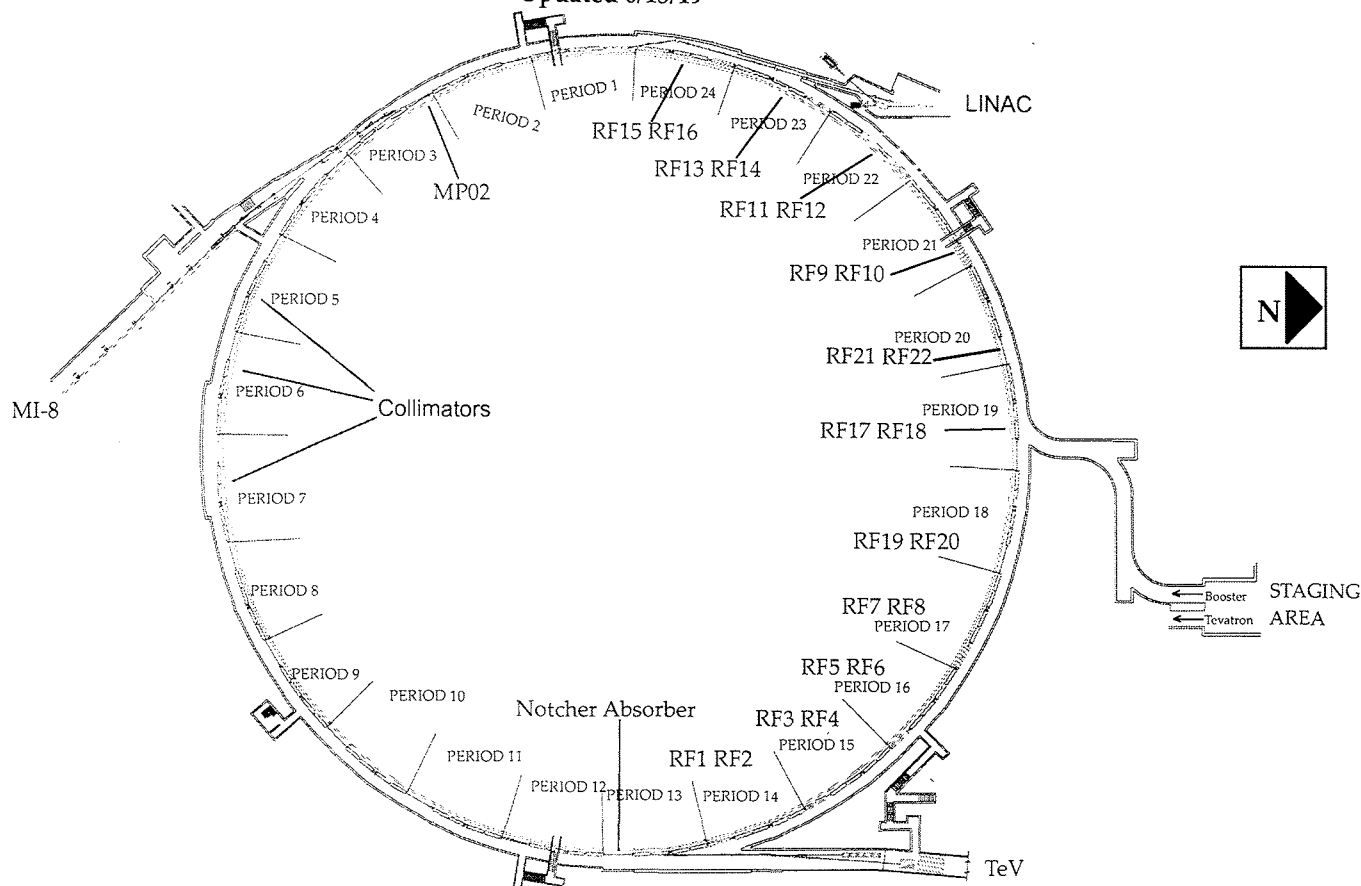 Updated 6/13/19
LINAC
PERIOD 1
PERIOD 24
PERIOD 2
PERIOD 23
RF15 RF16
PERIOD 3
RF13 RF14
PERIOD 22
MP02
RF11 RF12
PERIOD 4
PERIOD 21
RF9 RF10
PERIOD 5
N
PERIOD 20
RF21 RF22
PERIOD 6
MI-8
Collimators
PERIOD 19
RF17 RF18
PERIOD 7
PERIOD 18
RF19 RF20
PERIOD 8
Booster
STAGING
AREA
Tevatron
RF7 RF8
PERIOD 17
RF5 RF6
PERIOD 9
PERIOD 16
PERIOD 10
Notcher Absorber
RF3 RF4
PERIOD 15
PERIOD 11
RF1 RF2
PERIOD 12
PERIOD 13
PERIOD 14
TeV